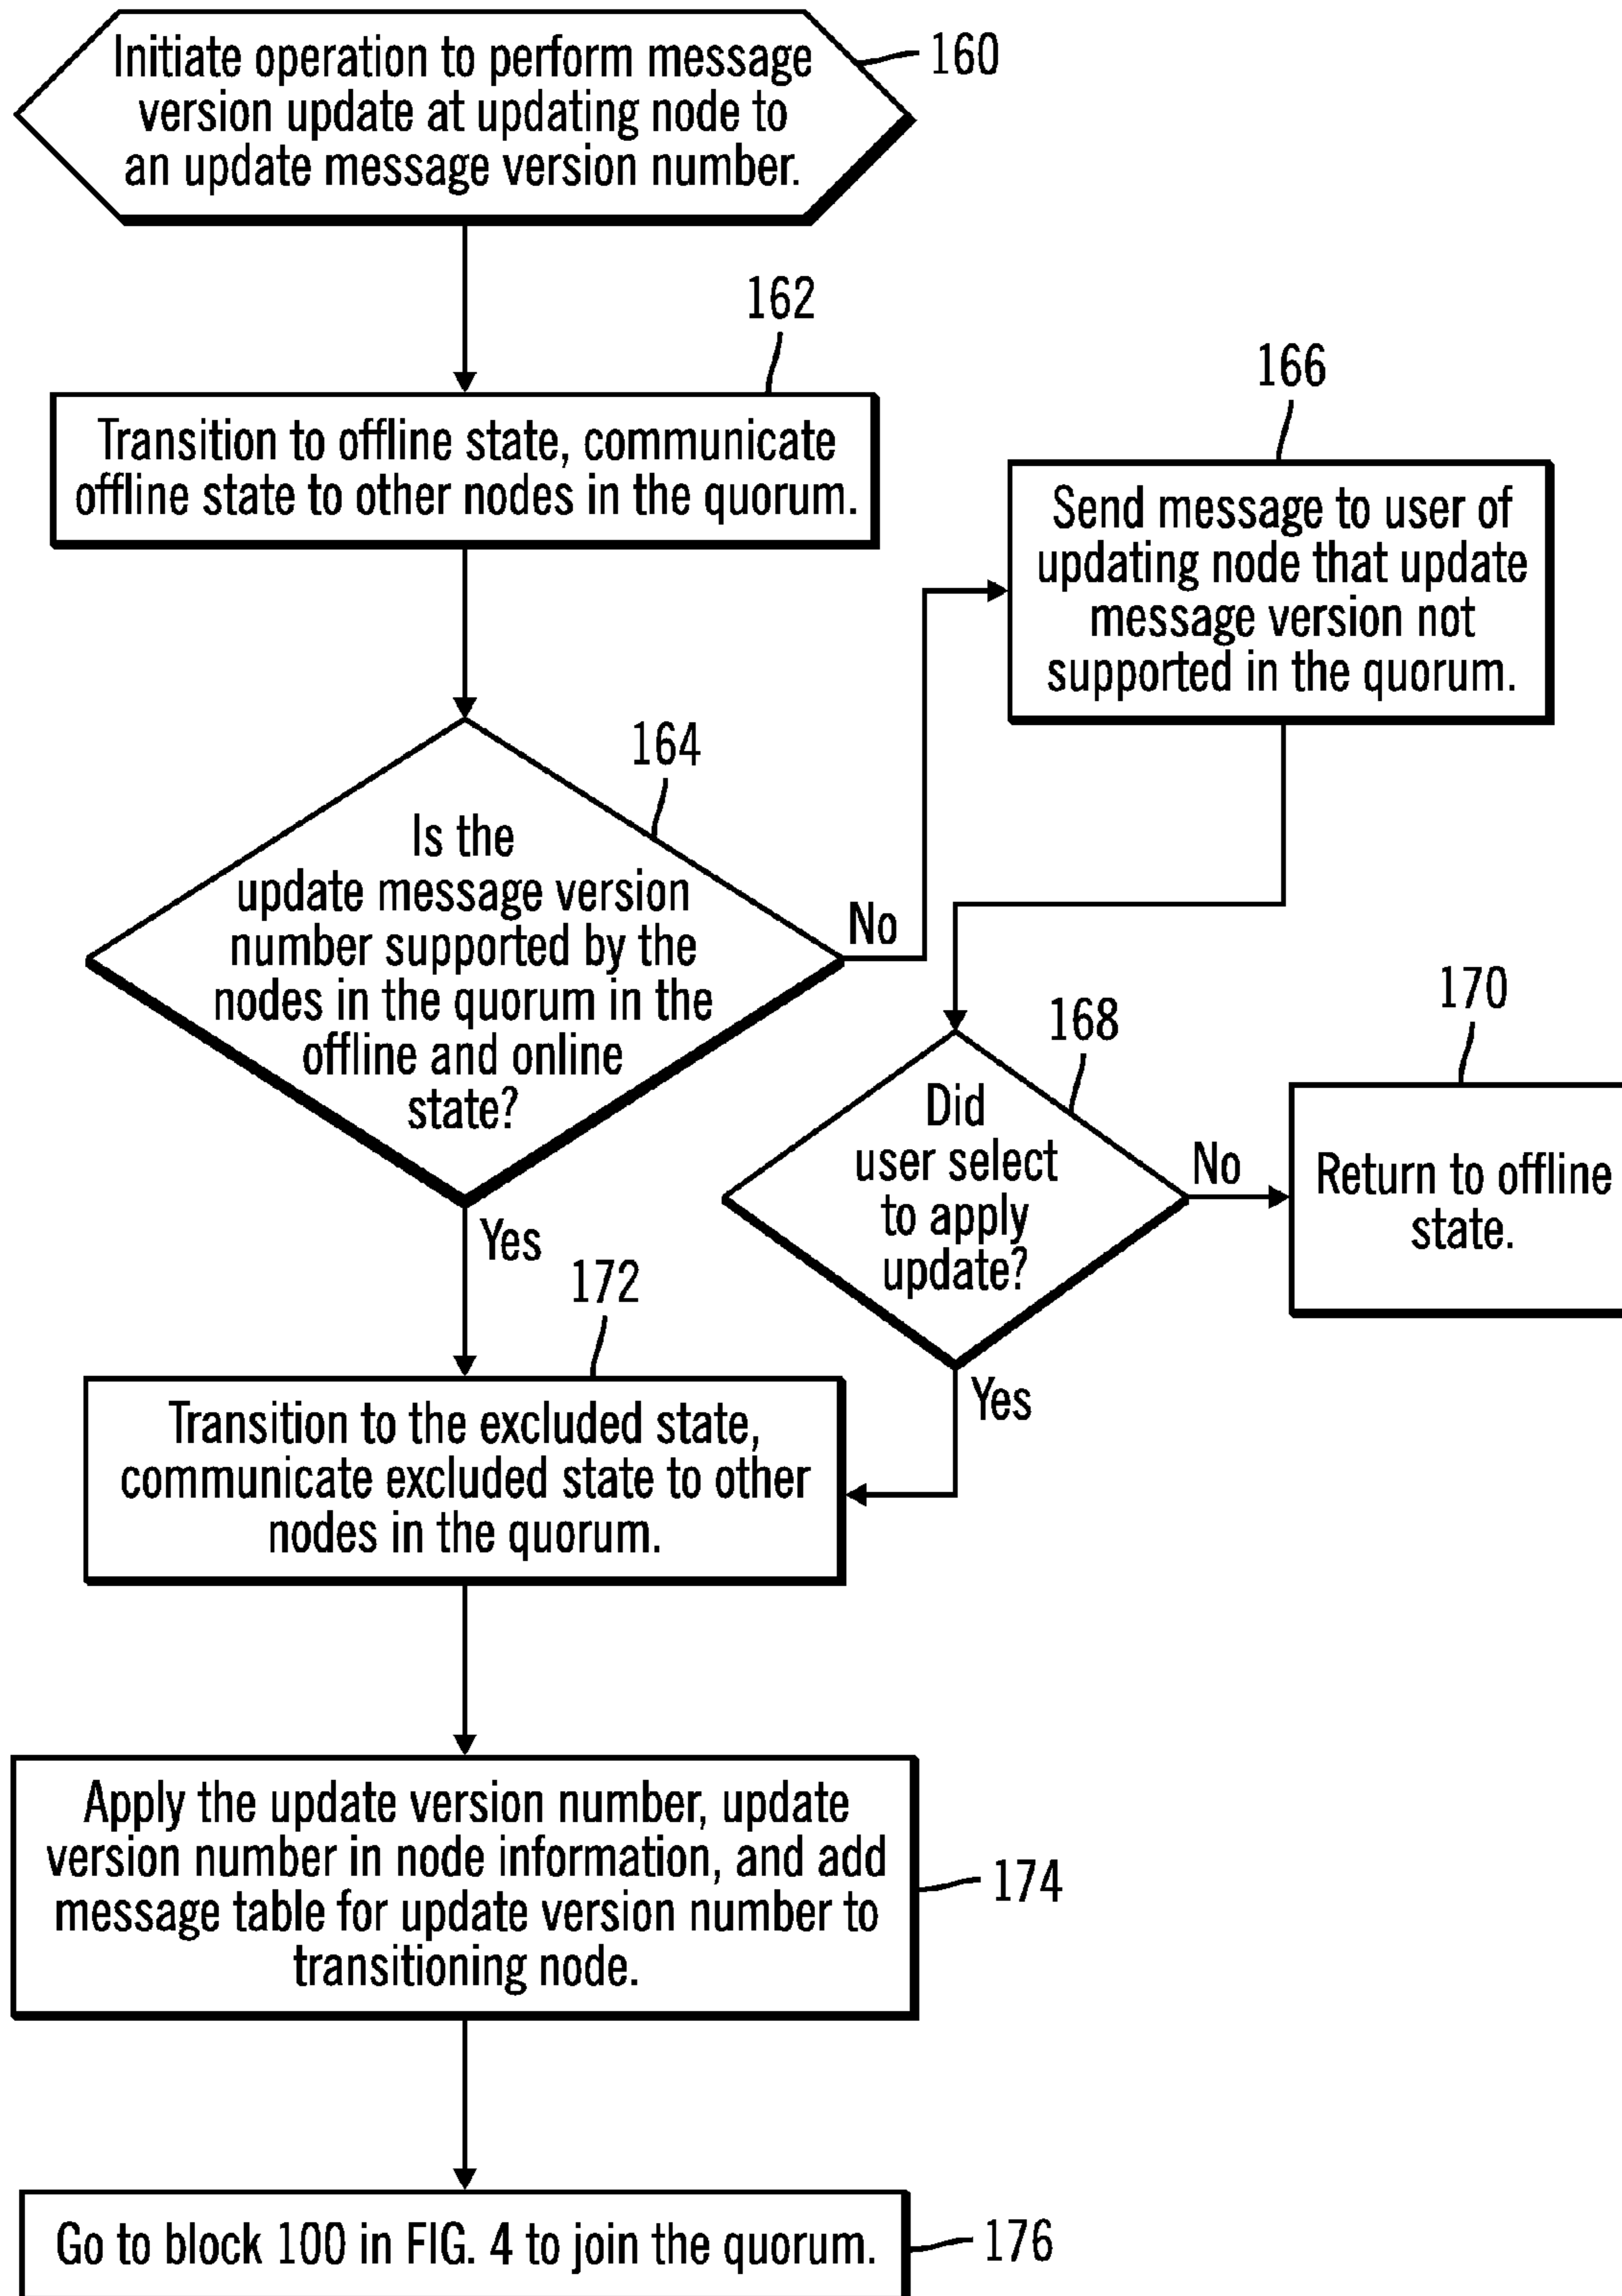 Initiate operation to perform message
version update at updating node to
an update message version number.
160
162
Transition to offline state, communicate
offline state to other nodes in the quorum.
166
Send message to user of
updating node that update
message version not
supported in the quorum.
164
Is the
update message version
number supported by the
nodes in the quorum in the
offline and online
state?
No
Yes
168
Did
user select
to apply
update?
No
Yes
170
Return to offline
state.
172
Transition to the excluded state,
communicate excluded state to other
nodes in the quorum.
Apply the update version number, update
version number in node information, and add
message table for update version number to
transitioning node.
174
Go to block 100 in FIG. 4 to join the quorum.
176